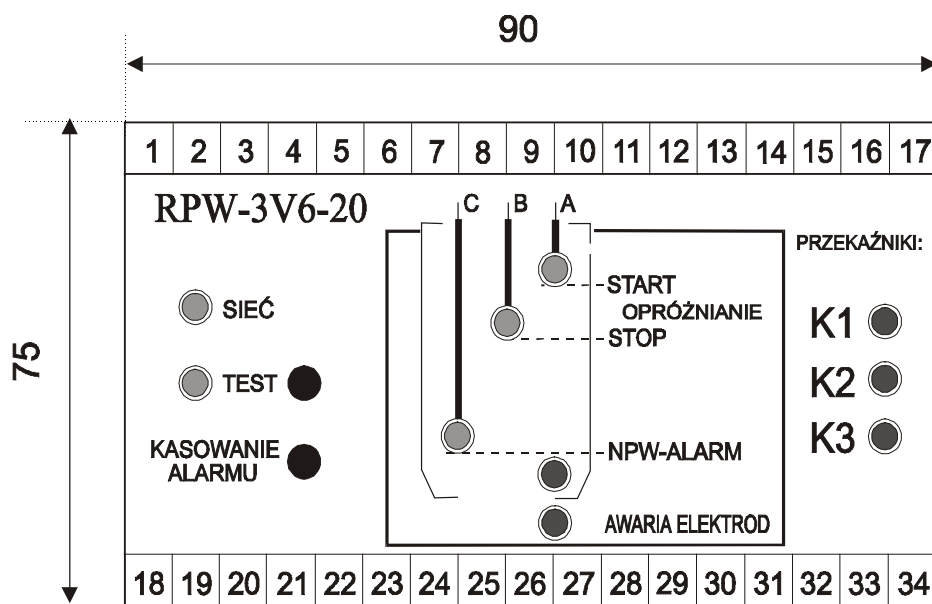 90
75
1 2 3 4 5 6 7 8 9 10 11 12 13 14 15 16 17
RPW-3V6-20
C B A
PRZEKAŹNIKI:
START
OPRÓŻNIANIE
STOP
SIEĆ
K1
TEST
K2
K3
KASOWANIE
ALARMU
NPW-ALARM
AWARIA ELEKTROD
18 19 20 21 22 23 24 25 26 27 28 29 30 31 32 33 34